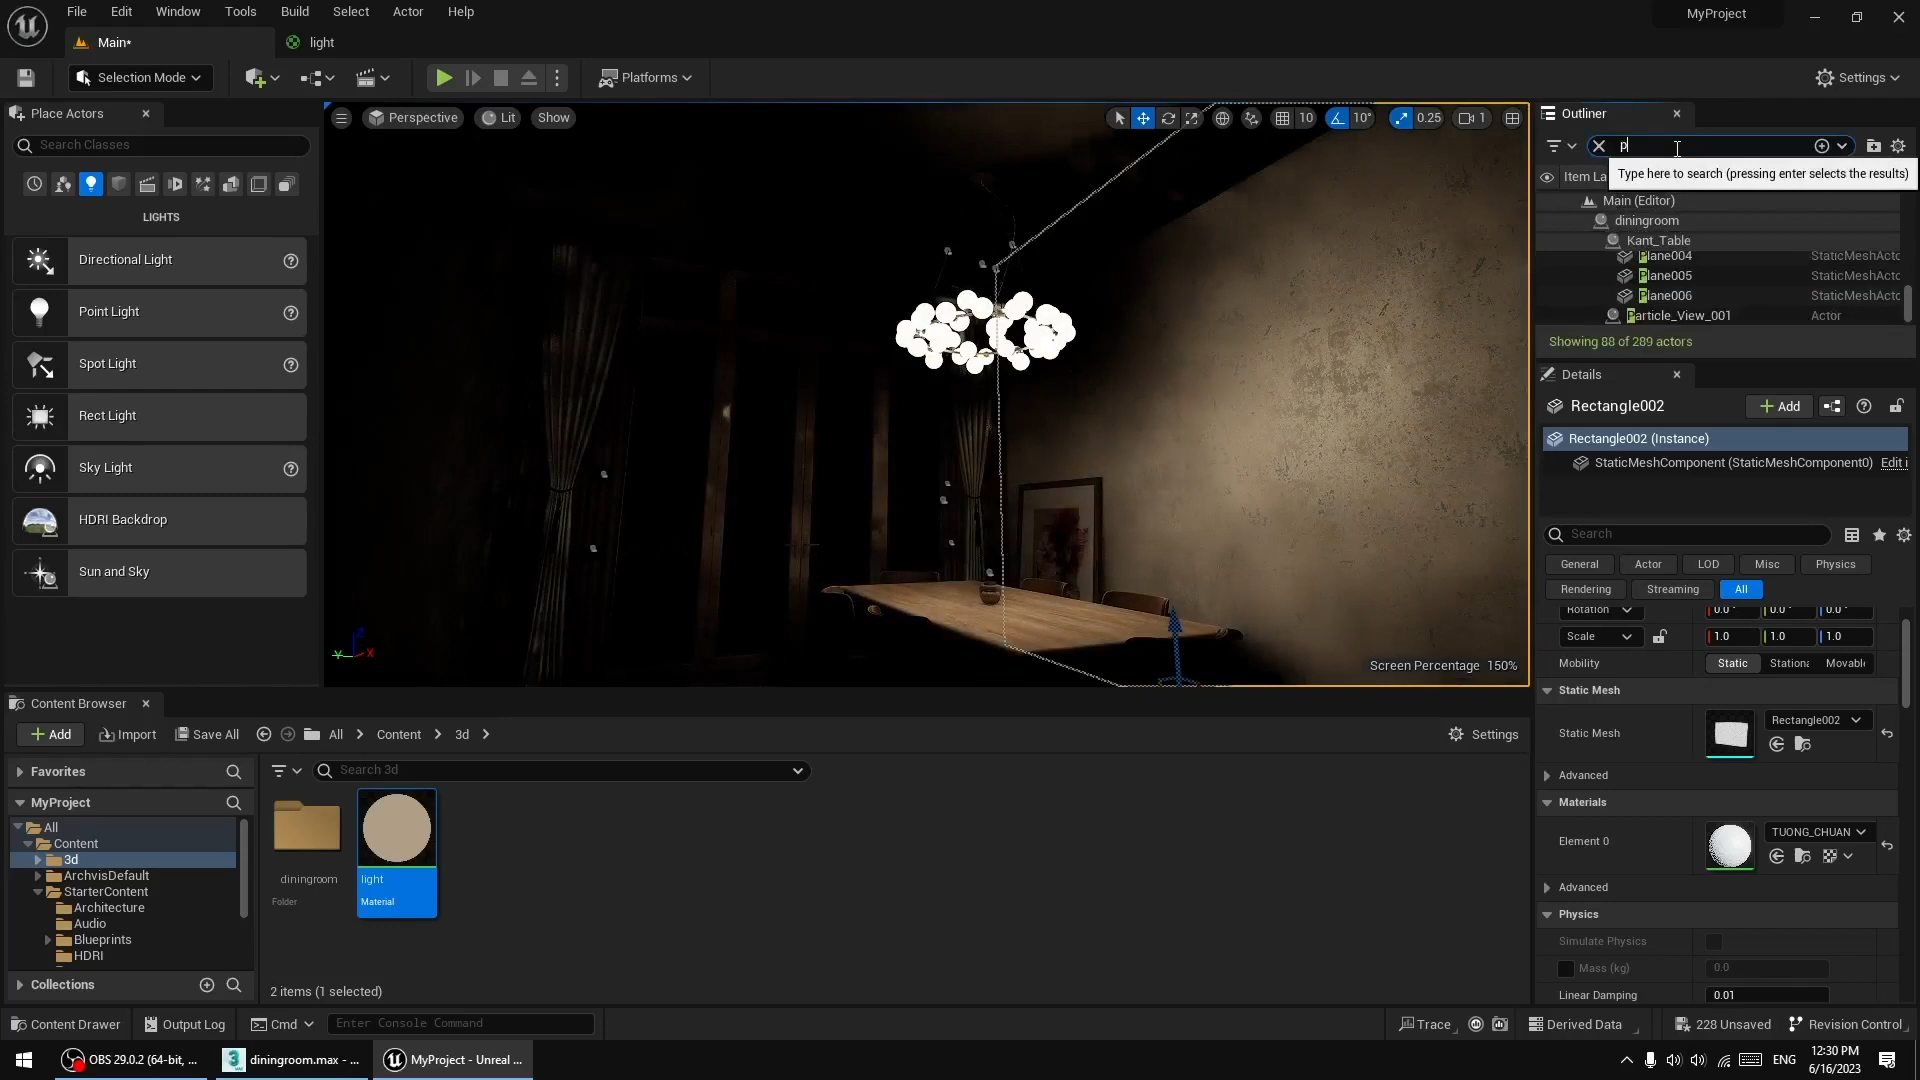 File Edit Window Tools Build Select Actor Help
MyProject
Main*
light
Selection Mode
Platforms
Settings
Place Actors
Search Classes
LIGHTS
Directional Light
Point Light
Spot Light
Rect Light
Sky Light
HDRI Backdrop
Sun and Sky
Perspective
Lit
Show
10
10°
0.25
1
Z
Y
X
Screen Percentage 150%
Outliner
p
Type here to search (pressing enter selects the results)
Item La
Main (Editor)
diningroom
Kant_Table
Plane004 StaticMeshActo
Plane005 StaticMeshActo
Plane006 StaticMeshActo
Particle_View_001 Actor
Showing 88 of 289 actors
Details
Rectangle002
Add
Rectangle002 (Instance)
StaticMeshComponent (StaticMeshComponent0) Edit i
Search
General Actor LOD Misc Physics
Rendering Streaming All
Rotation 0.0° 0.0° 0.0°
Scale 1.0 1.0 1.0
Mobility Static Stationa Movable
Static Mesh
Static Mesh Rectangle002
Advanced
Materials
Element 0 TUONG_CHUAN
Advanced
Physics
Simulate Physics
Mass (kg) 0.0
Linear Damping 0.01
Content Browser
Add Import Save All All Content 3d Settings
Favorites
MyProject
All
Content
3d
ArchvisDefault
StarterContent
Architecture
Audio
Blueprints
HDRI
Collections
Search 3d
diningroom
Folder
light
Material
2 items (1 selected)
Content Drawer Output Log Cmd Enter Console Command Trace Derived Data 228 Unsaved Revision Control
OBS 29.0.2 (64-bit, ... 3 diningroom.max - ... MyProject - Unreal ... ENG
12:30 PM
6/16/2023